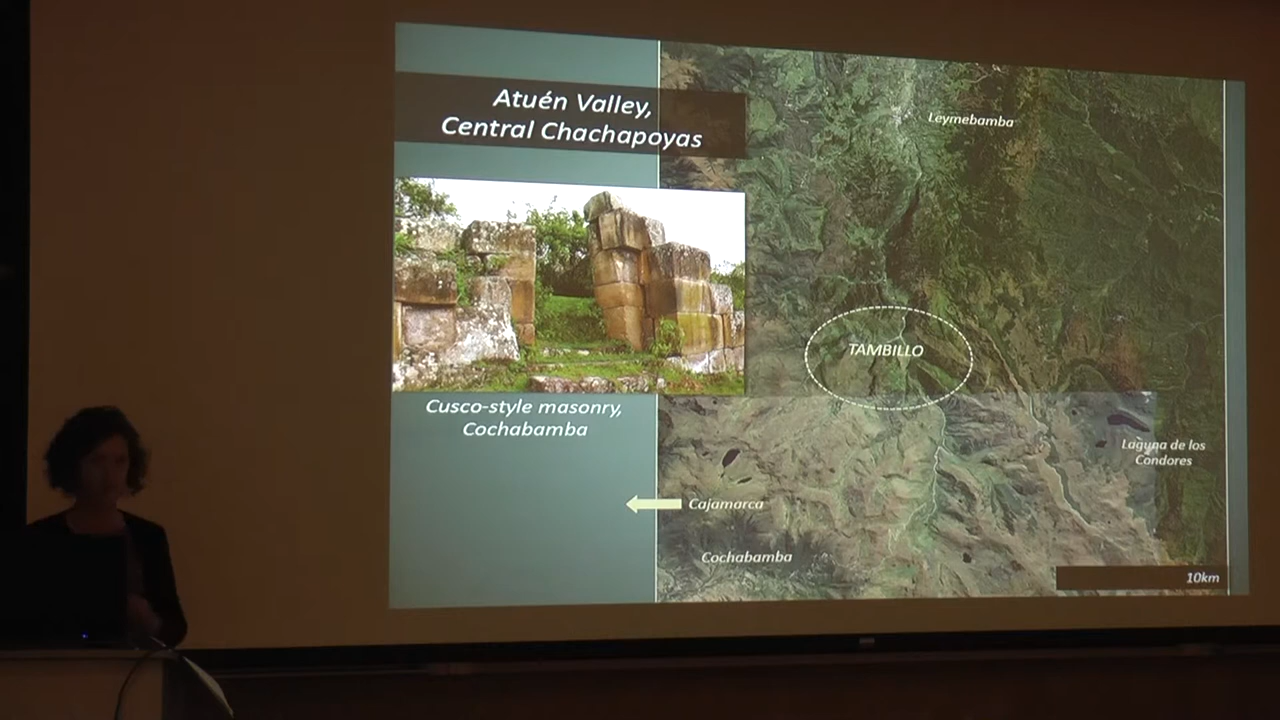 Atuén Valley,
Central Chachapoyas
Cusco-style masonry,
Cochabamba
Leymebamba
TAMBILLO
Laguna de los
Condores
Cajamarca
Cochabamba
10km